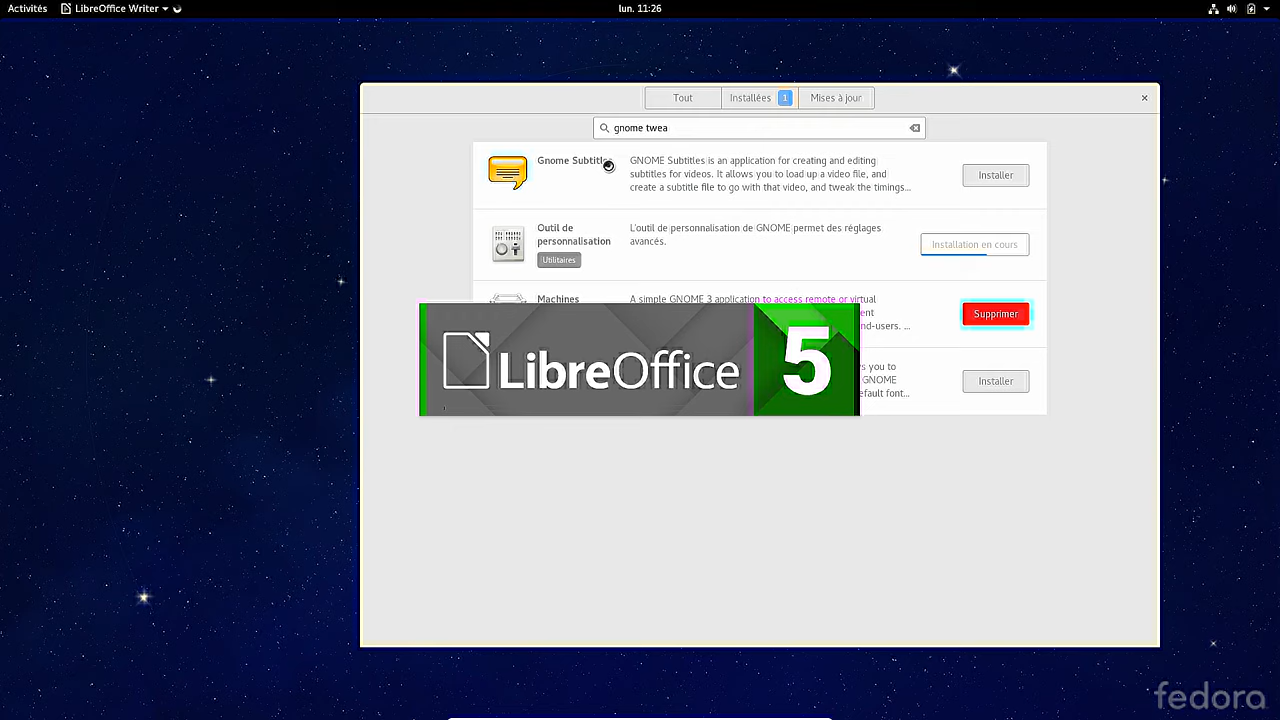 Activités LibreOffice Writer lun. 11:26
Tout Installées 1 Mises à jour
gnome twea
Gnome Subtitles GNOME Subtitles is an application for creating and editing
subtitles for videos. It allows you to load up a video file, and
create a subtitle file to go with that video, and tweak the timings...
Installer
Outil de personnalisation L'outil de personnalisation de GNOME permet des réglages
avancés.
Utilitaires
Installation en cours
Machines A simple GNOME 3 application to access remote or virtual
nd-users. ...
Supprimer
LibreOffice 5
s you to
GNOME
efault font...
Installer
fedora